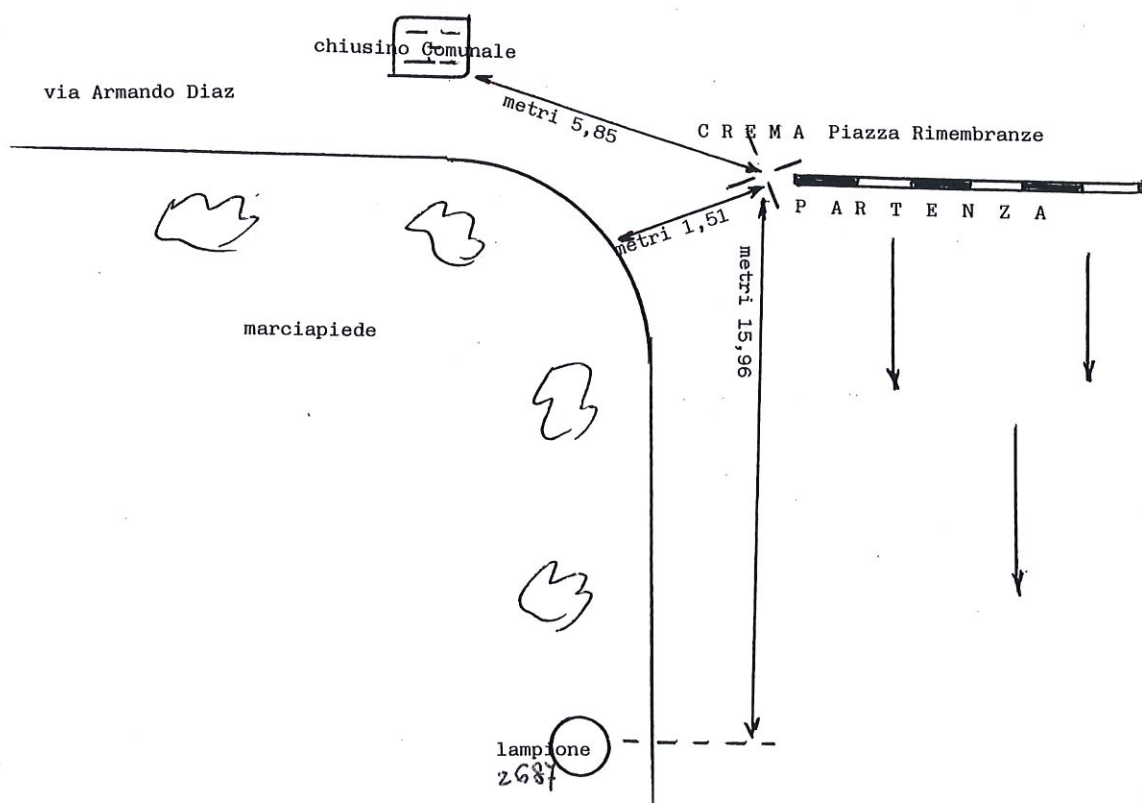 chiusino Comunale
via Armando Diaz
metri 5,85
C R E M A Piazza Rimembranze
P A R T E N Z A
metri 1,51
metri 15,96
marciapiede
lampione
2687